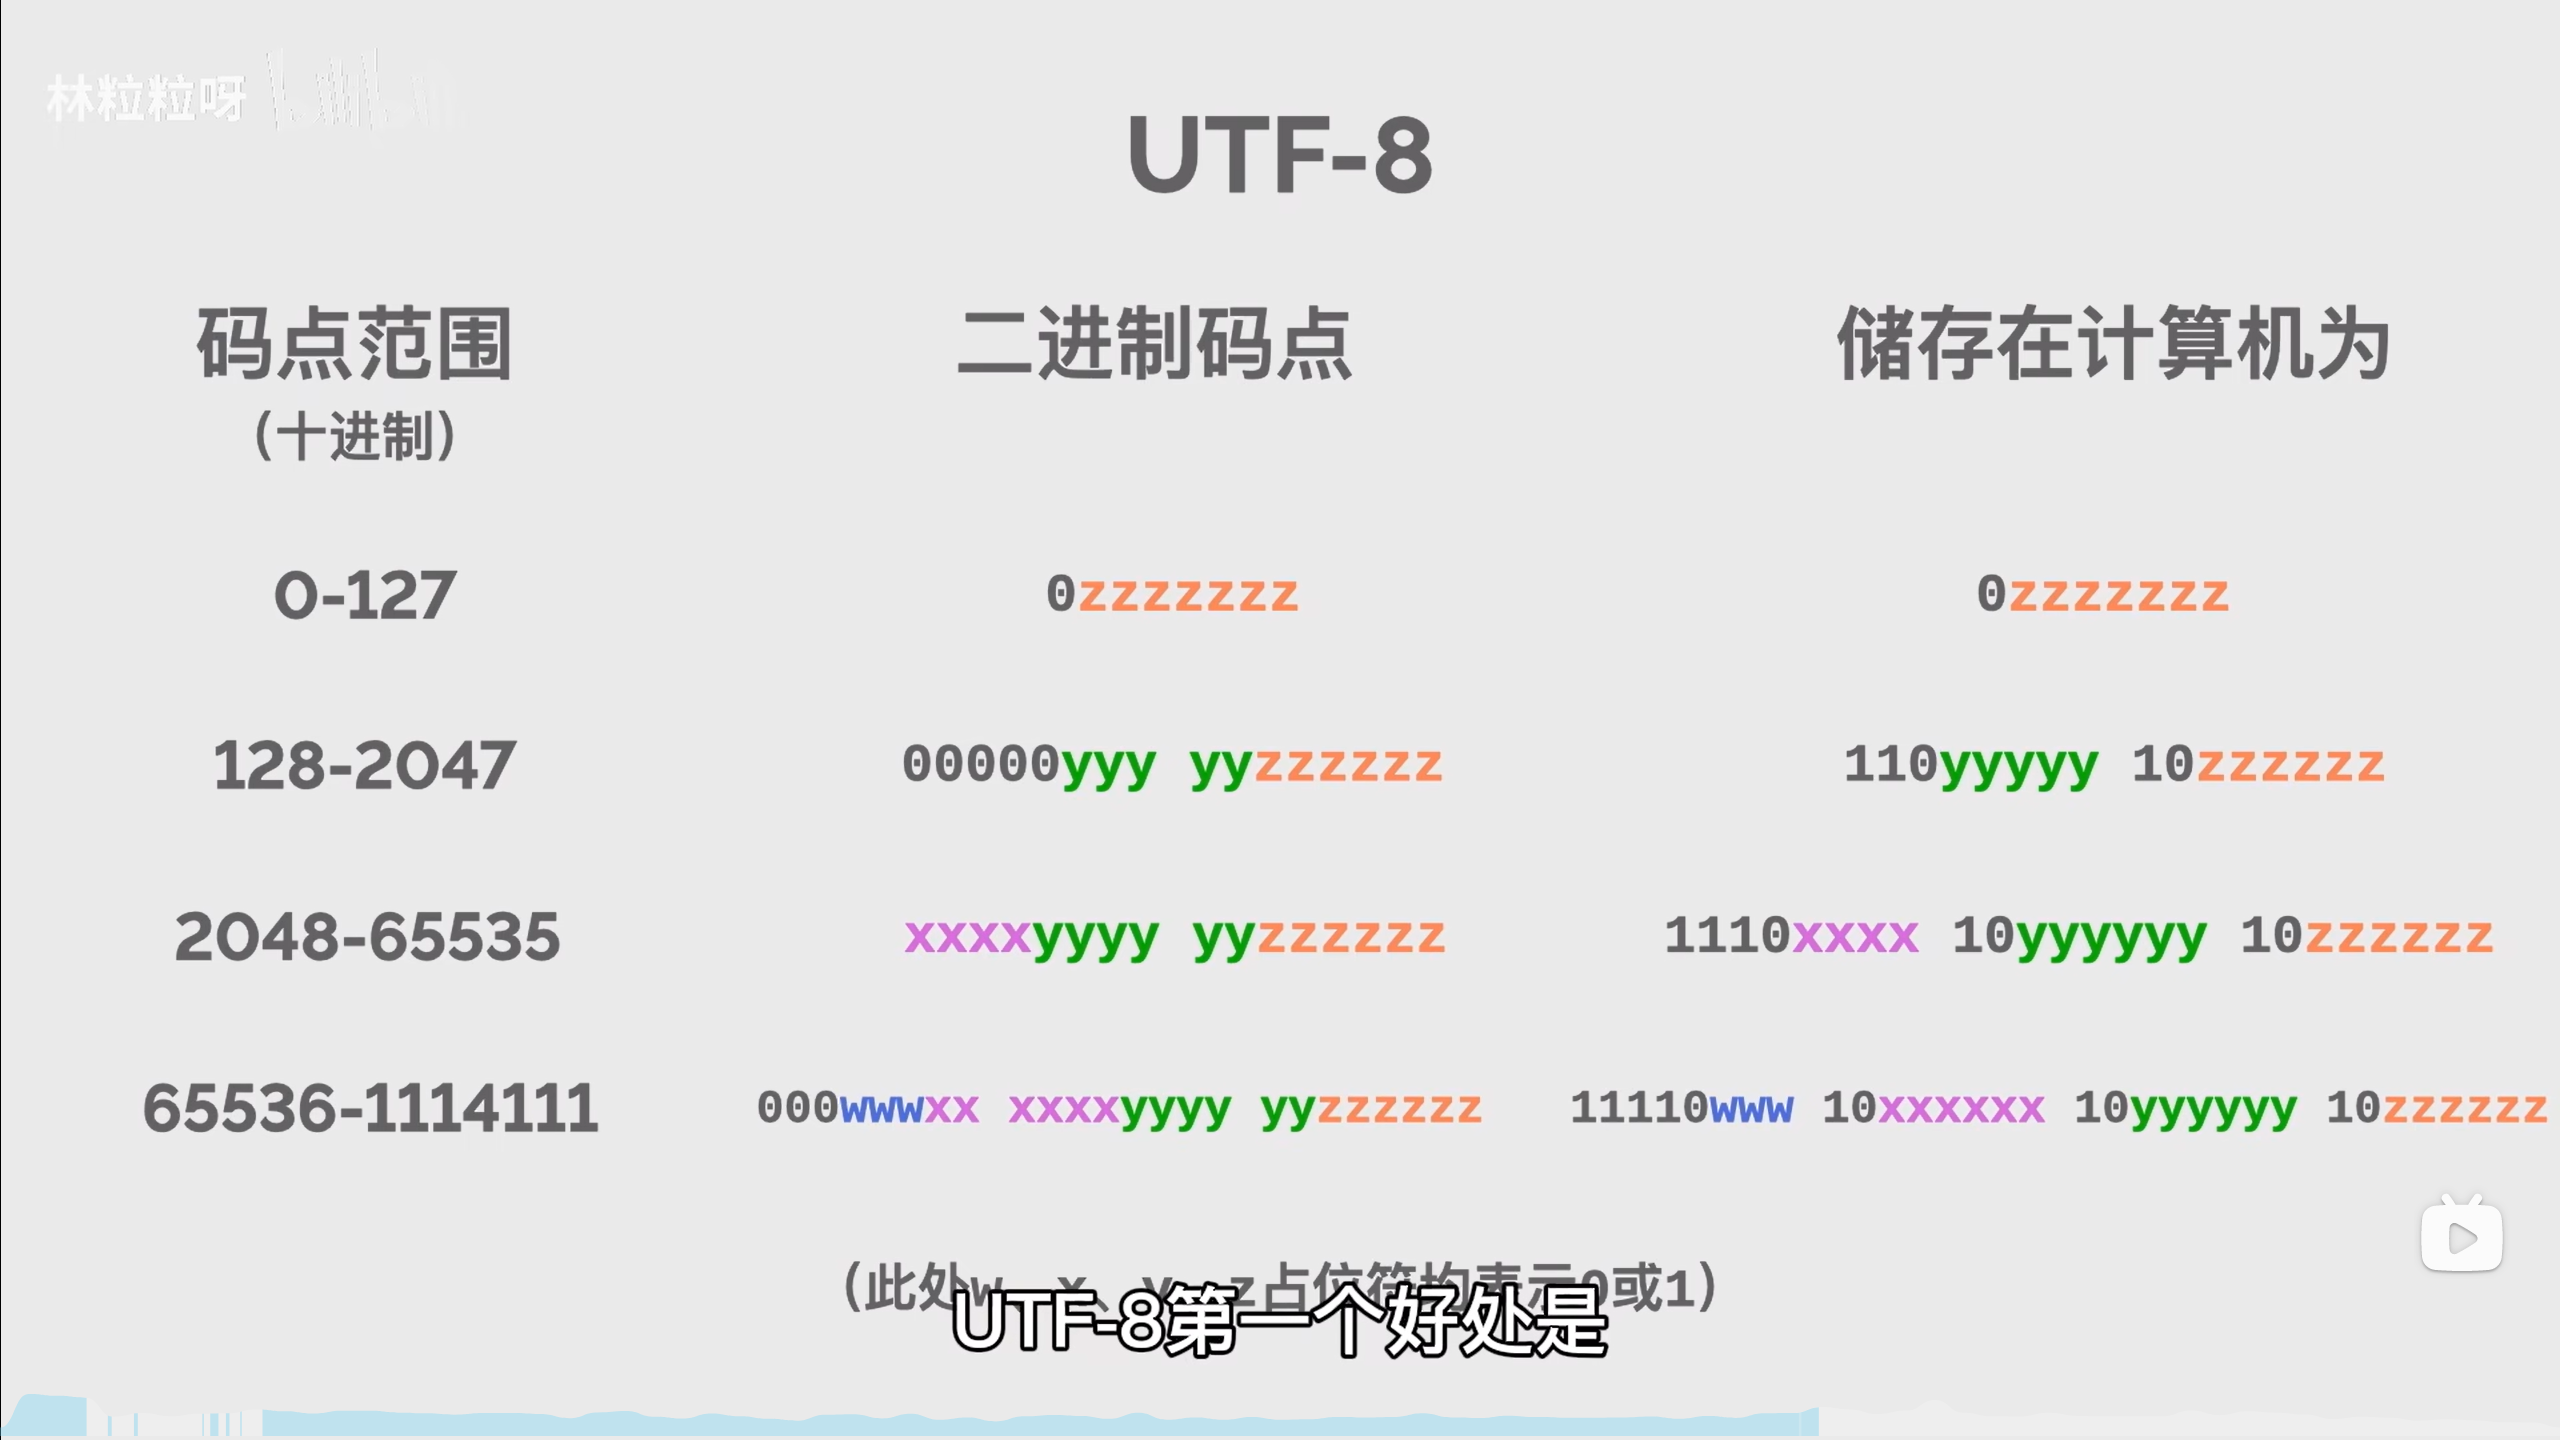 林粒粒呀
UTF-8
码点范围 二进制码点 储存在计算机为
(十进制)
0-127 0zzzzzzz 0zzzzzzz
128-2047 00000yyy yyzzzzzz 110yyyyy 10zzzzzz
2048-65535 xxxxyyyy yyzzzzzz 1110xxxx 10yyyyyy 10zzzzzz
65536-1114111 000wwwxx xxxxyyyy yyzzzzzz 11110www 10xxxxxx 10yyyyyy 10zzzzzz
(此处w、x、y、z占位符均表示0或1)
UTF-8第一个好处是